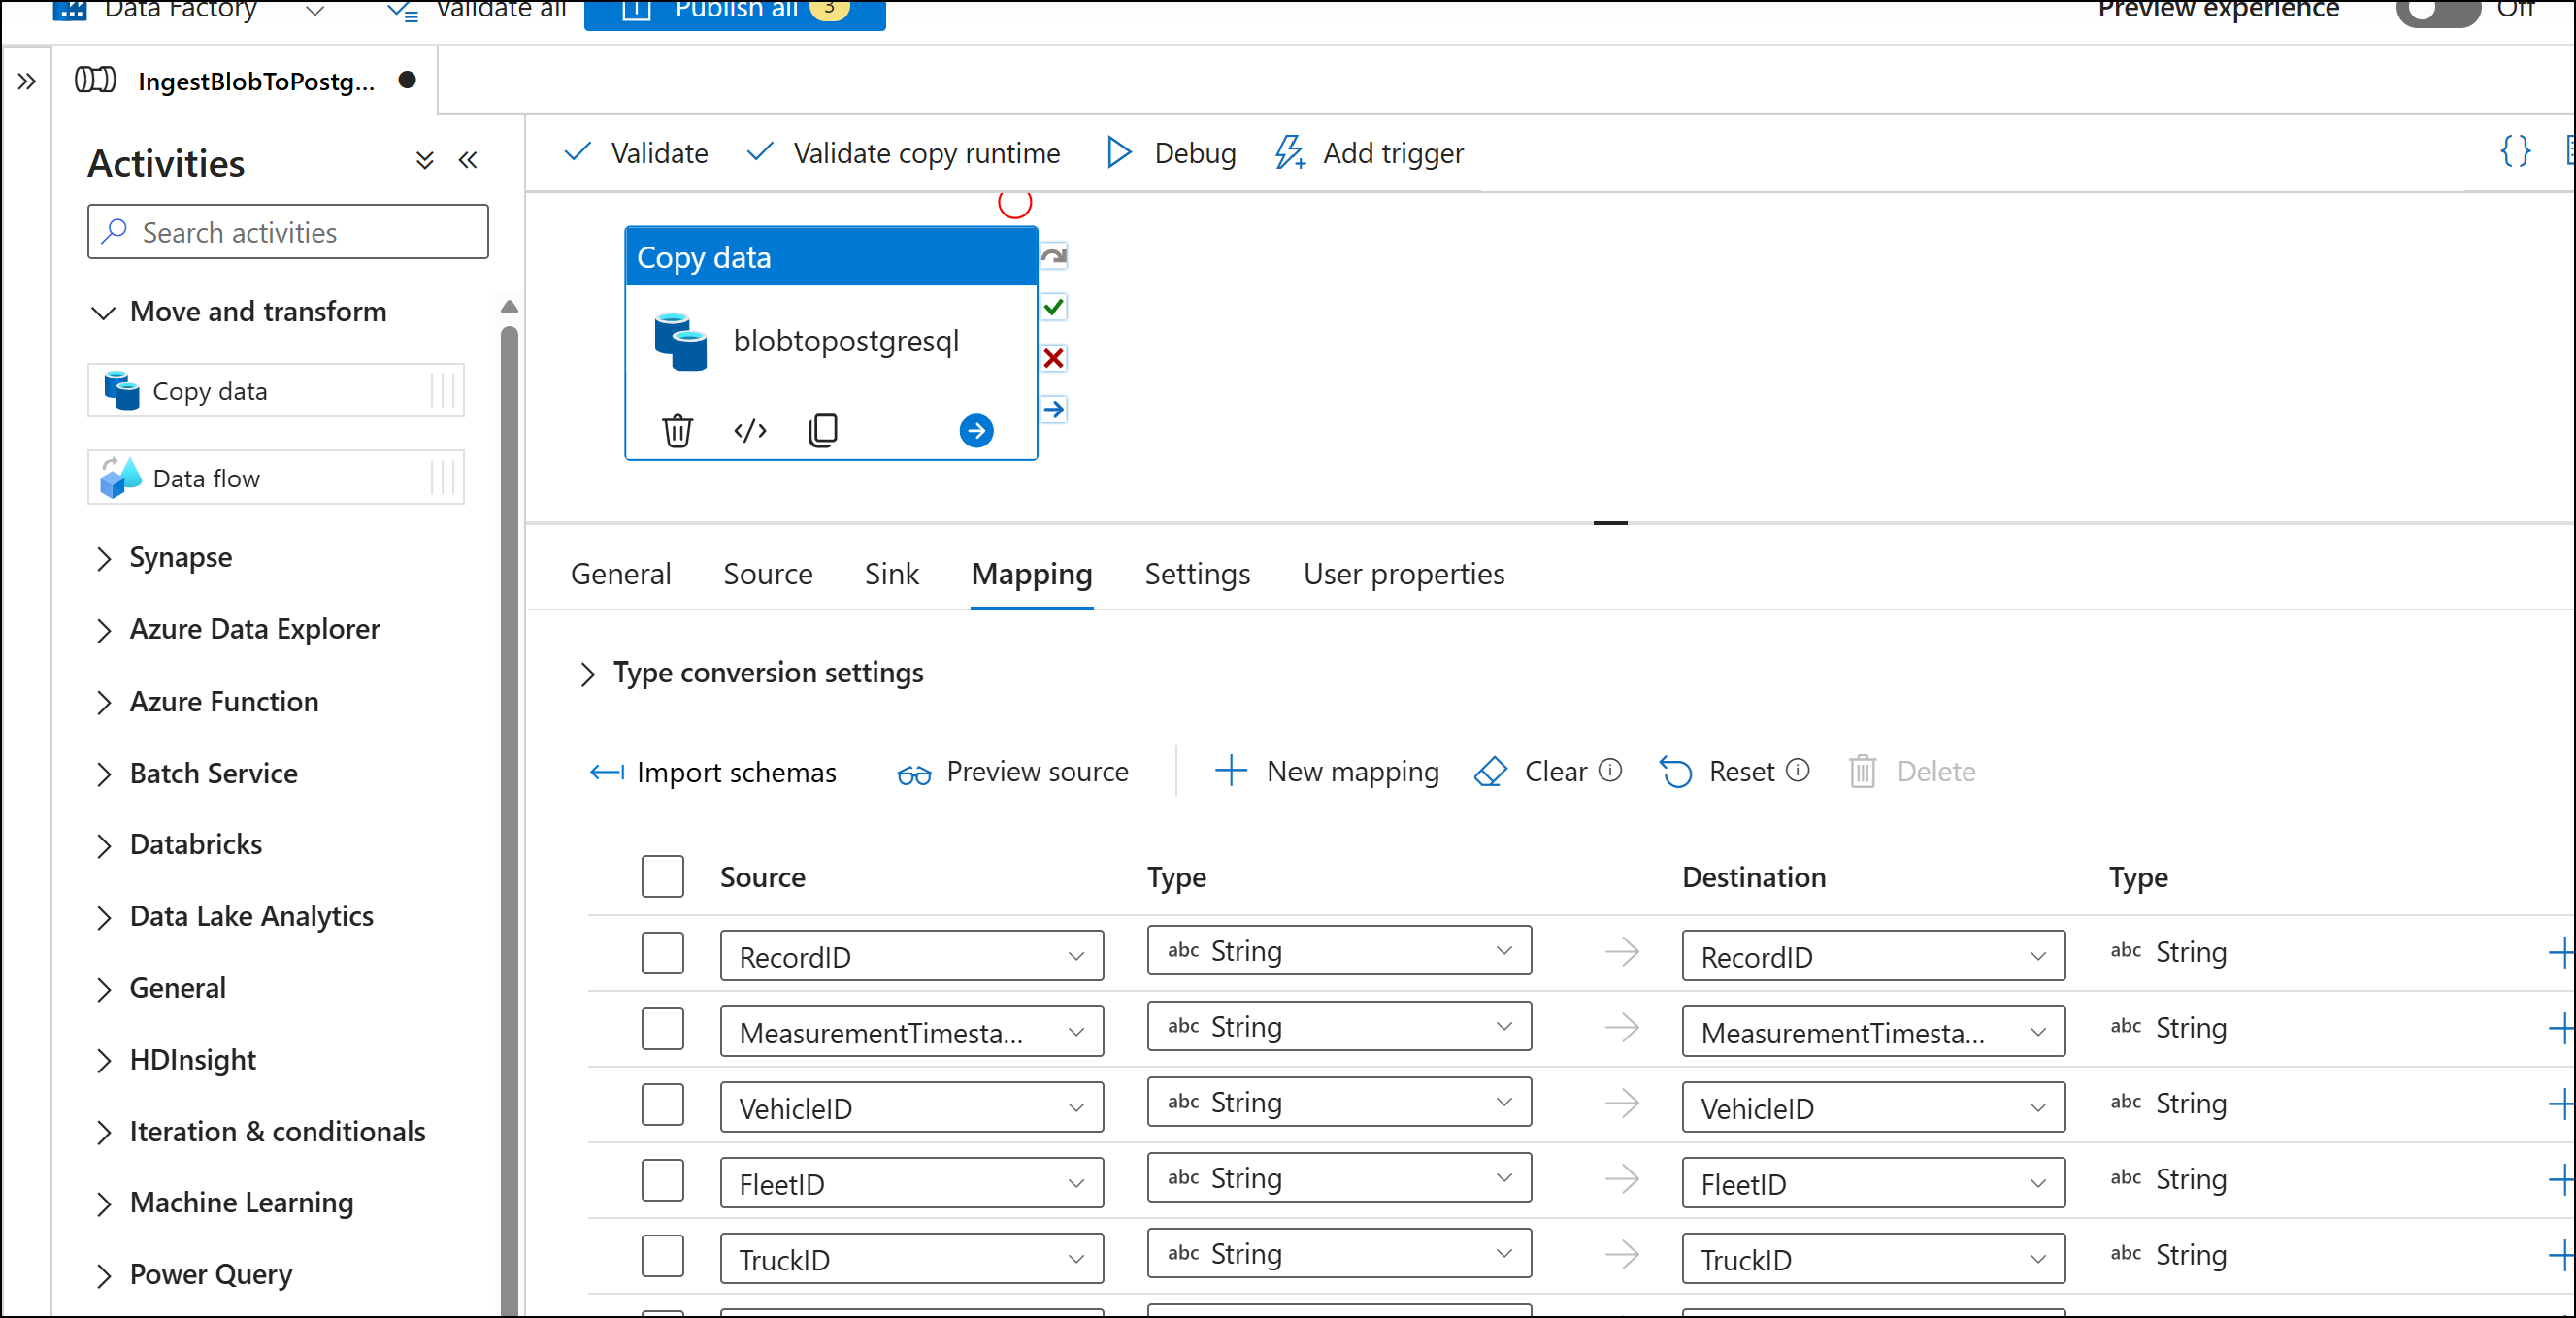 Data Factory Validate all Publish all 3 Preview experience Off
IngestBlobToPostg...
Activities
Validate Validate copy runtime Debug Add trigger
Search activities
Copy data
Move and transform
blobtopostgresql
Copy data
Data flow
Synapse
General Source Sink Mapping Settings User properties
Azure Data Explorer
Type conversion settings
Azure Function
Import schemas Preview source New mapping Clear Reset Delete
Batch Service
Databricks
Source Type Destination Type
Data Lake Analytics
RecordID abc String RecordID abc String
General
MeasurementTimesta... abc String MeasurementTimesta... abc String
HDInsight
VehicleID abc String VehicleID abc String
Iteration & conditionals
FleetID abc String FleetID abc String
Machine Learning
TruckID abc String TruckID abc String
Power Query